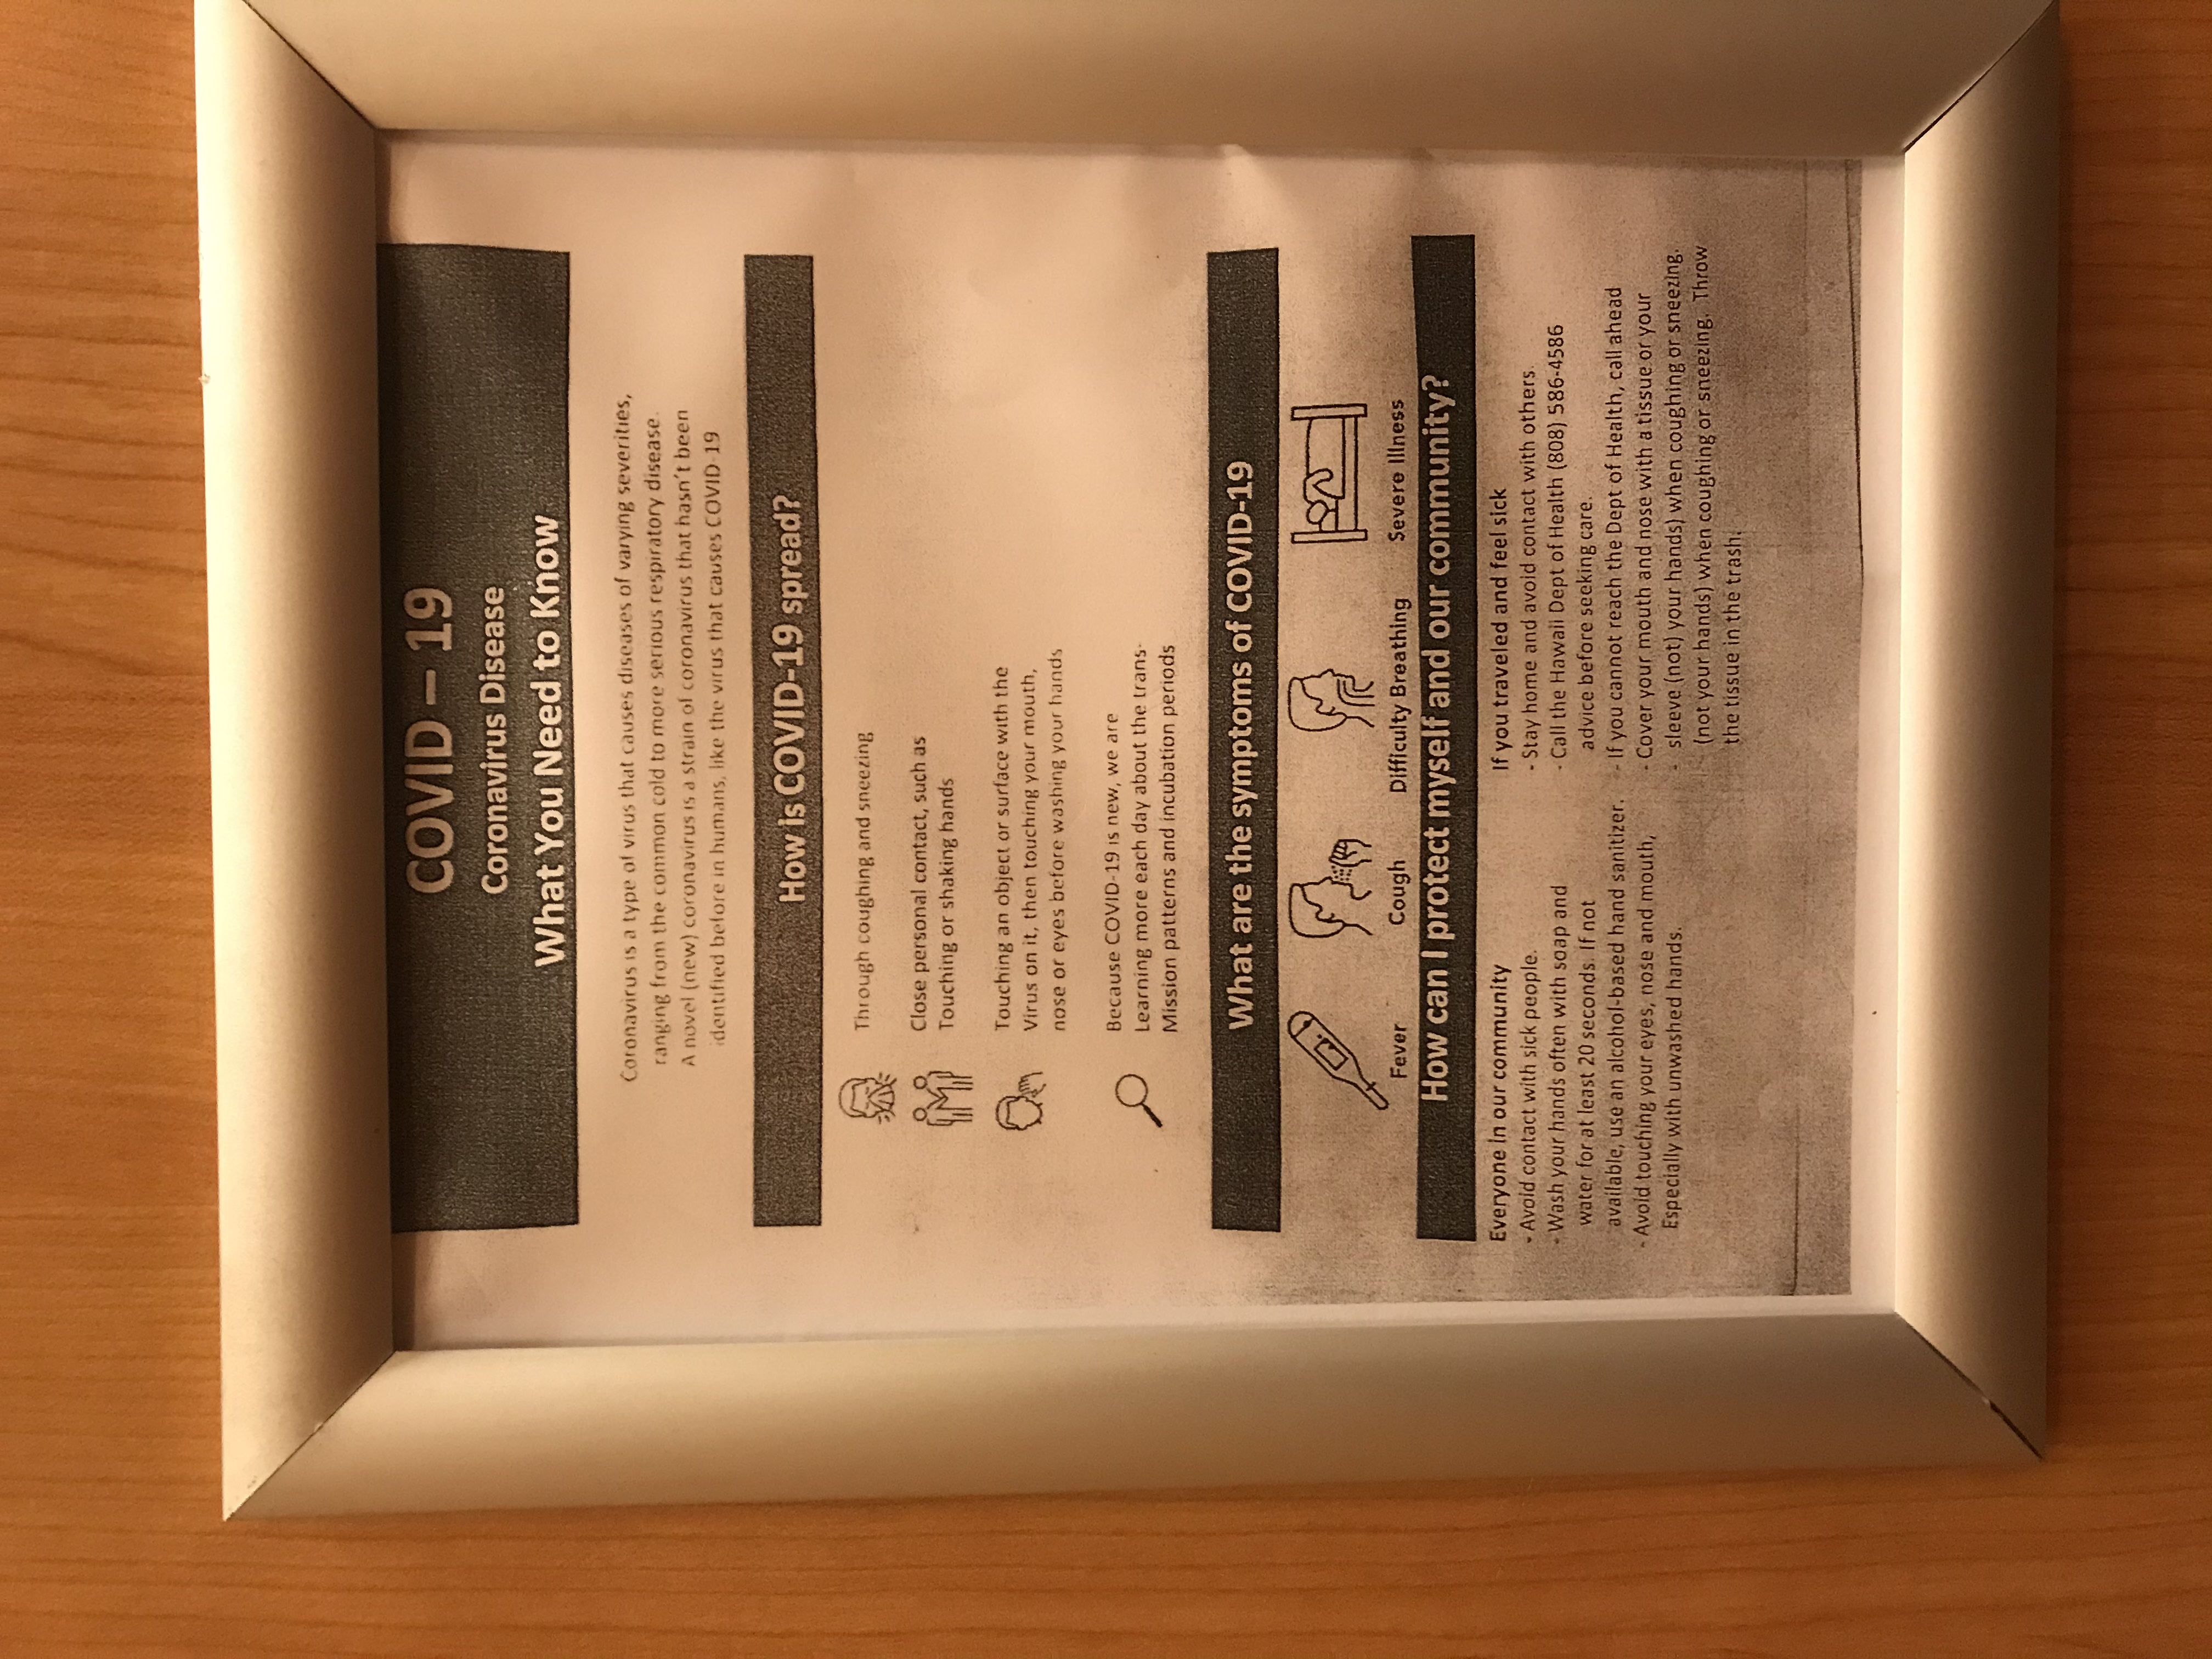 COVID – 19
Coronavirus Disease
What You Need to Know
Coronavirus is a type of virus that causes diseases of varying severities,
ranging from the common cold to more serious respiratory disease.
A novel (new) coronavirus is a strain of coronavirus that hasn't been
identified before in humans, like the virus that causes COVID-19
How is COVID-19 spread?
Through coughing and sneezing
Close personal contact, such as
Touching or shaking hands
Touching an object or surface with the
Virus on it, then touching your mouth,
nose or eyes before washing your hands
Because COVID-19 is new, we are
Learning more each day about the trans-
Mission patterns and incubation periods
What are the symptoms of COVID-19
Fever Cough Difficulty Breathing Severe Illness
How can I protect myself and our community?
Everyone in our community
- Avoid contact with sick people.
- Wash your hands often with soap and
water for at least 20 seconds. If not
available, use an alcohol-based hand sanitizer.
- Avoid touching your eyes, nose and mouth,
Especially with unwashed hands.
If you traveled and feel sick
- Stay home and avoid contact with others.
- Call the Hawaii Dept of Health (808) 586-4586
advice before seeking care.
- If you cannot reach the Dept of Health, call ahead
- Cover your mouth and nose with a tissue or your
- sleeve (not) your hands) when coughing or sneezing.
(not your hands) when coughing or sneezing. Throw
the tissue in the trash.